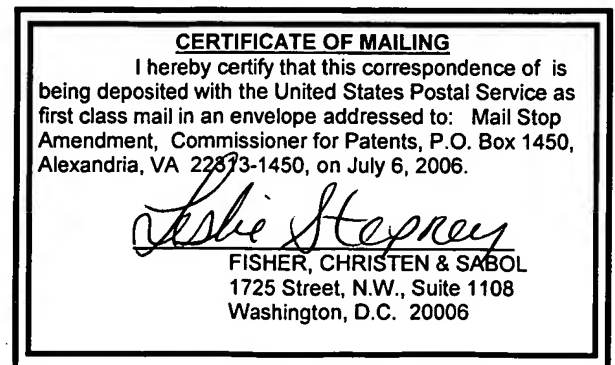 CERTIFICATE OF MAILING
I hereby certify that this correspondence of is
being deposited with the United States Postal Service as
first class mail in an envelope addressed to: Mail Stop
Amendment, Commissioner for Patents, P.O. Box 1450,
Alexandria, VA 22313-1450, on July 6, 2006.
Leslie Stepney
FISHER, CHRISTEN & SABOL
1725 Street, N.W., Suite 1108
Washington, D.C. 20006